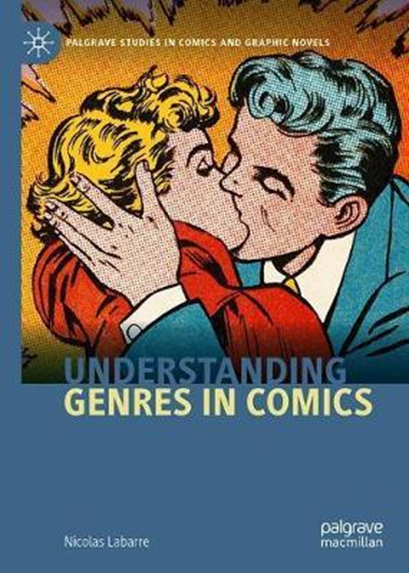 PALGRAVE STUDIES IN COMICS AND GRAPHIC NOVELS
UNDERSTANDING
GENRES IN COMICS
Nicolas Labarre
palgrave
macmillan